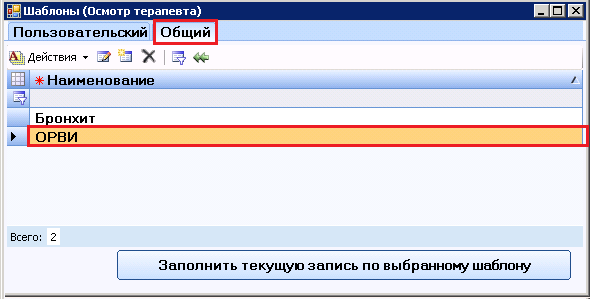 Шаблоны (Осмотр терапевта)
Пользовательский Общий
Действия
* Наименование
Бронхит
ОРВИ
Всего: 2
Заполнить текущую запись по выбранному шаблону